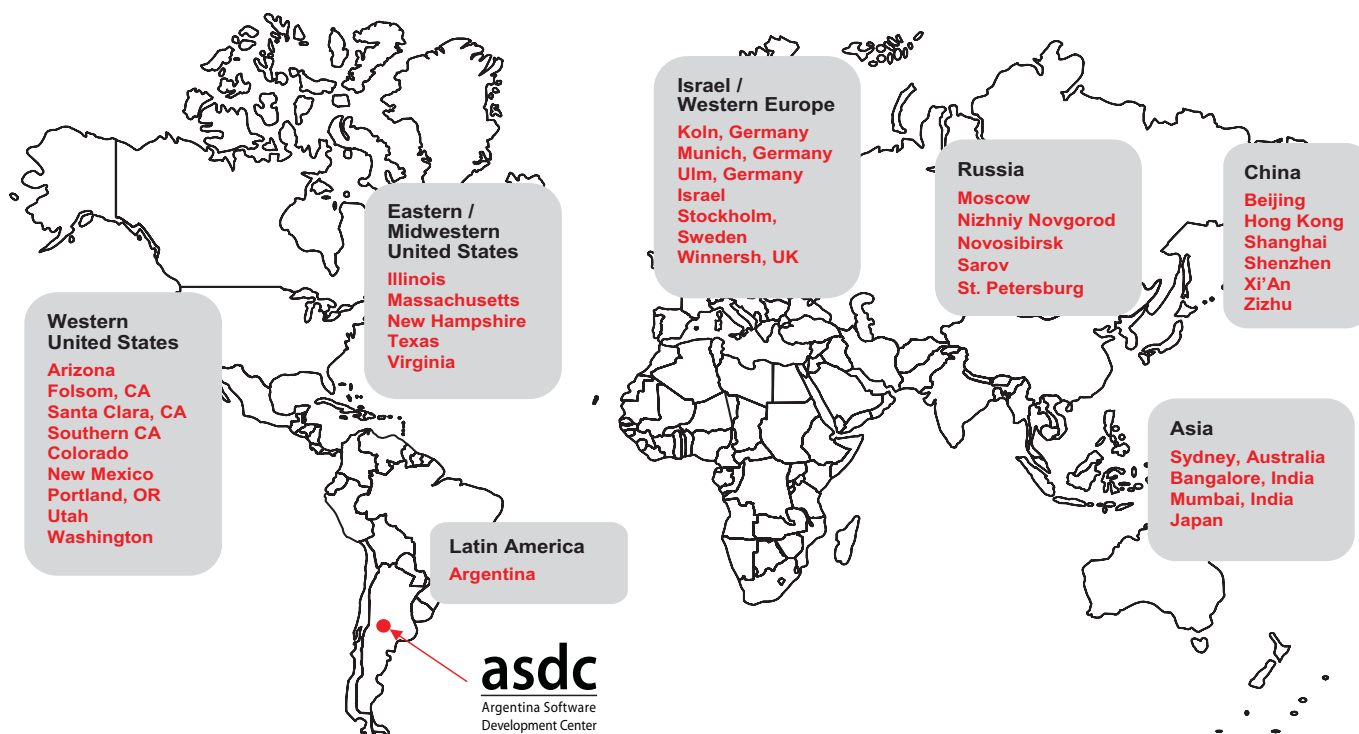 Israel /
Western Europe
Koln, Germany
Munich, Germany
Ulm, Germany
Israel
Stockholm,
Sweden
Winnersh, UK
Russia
Moscow
Nizhniy Novgorod
Novosibirsk
Sarov
St. Petersburg
China
Beijing
Hong Kong
Shanghai
Shenzhen
Xi’An
Zizhu
Eastern /
Midwestern
United States
Illinois
Massachusetts
New Hampshire
Texas
Virginia
Western
United States
Arizona
Folsom, CA
Santa Clara, CA
Southern CA
Colorado
New Mexico
Portland, OR
Utah
Washington
Asia
Sydney, Australia
Bangalore, India
Mumbai, India
Japan
Latin America
Argentina
asdc
Argentina Software
Development Center